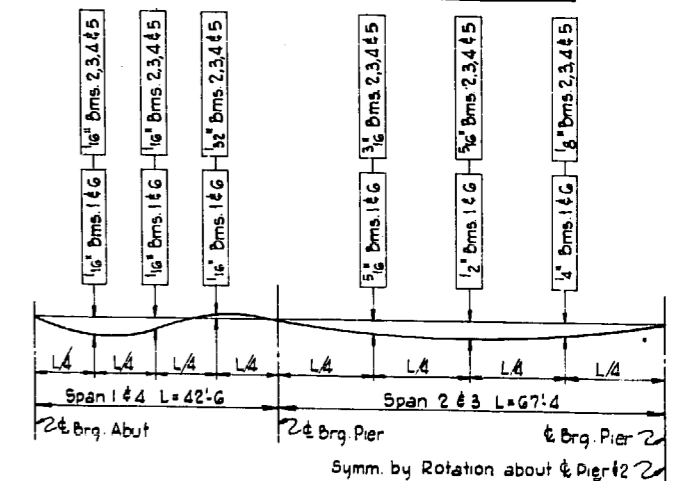 1/16" Bms. 2,3,4 & 5
1/16" Bms. 2,3,4 & 5
1/32" Bms. 2,3,4 & 5
3/16" Bms. 2,3,4 & 5
5/16" Bms. 2,3,4 & 5
1/8" Bms. 2,3,4 & 5
1/16" Bms. 1 & 6
1/16" Bms. 1 & 6
1/16" Bms. 1 & 6
5/16" Bms. 1 & 6
1/2" Bms. 1 & 6
1/4" Bms. 1 & 6
L/4 L/4 L/4 L/4 L/4 L/4 L/4 L/4
Span 1 & 4 L=42'-6 Span 2 & 3 L=67'-4
℄ Brg. Abut ℄ Brg. Pier ℄ Brg. Pier
Symm. by Rotation about ℄ Pier #2